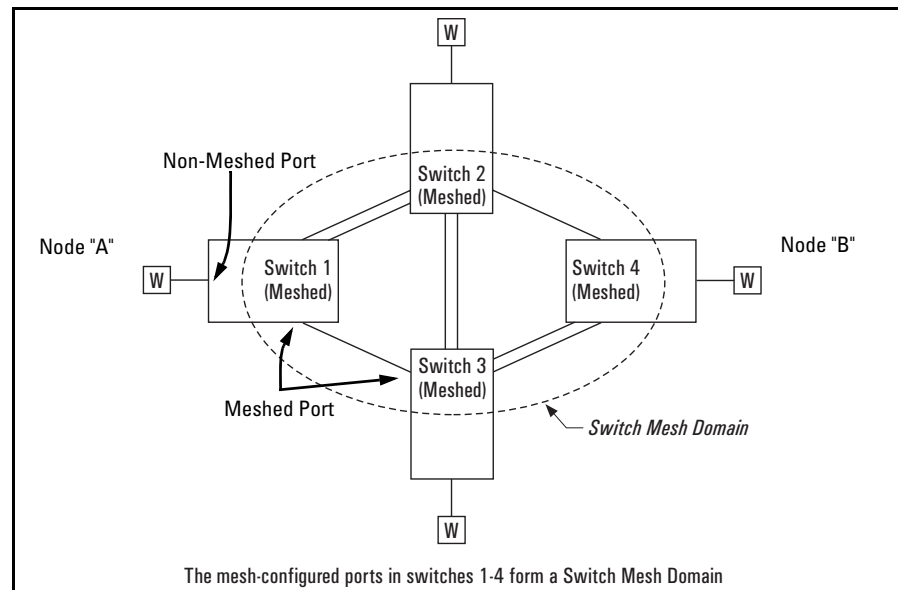 W
Non-Meshed Port
Switch 2
(Meshed)
Node "A"
Node "B"
W
Switch 1
(Meshed)
Switch 4
(Meshed)
W
Switch 3
(Meshed)
Meshed Port
Switch Mesh Domain
W
The mesh-configured ports in switches 1-4 form a Switch Mesh Domain